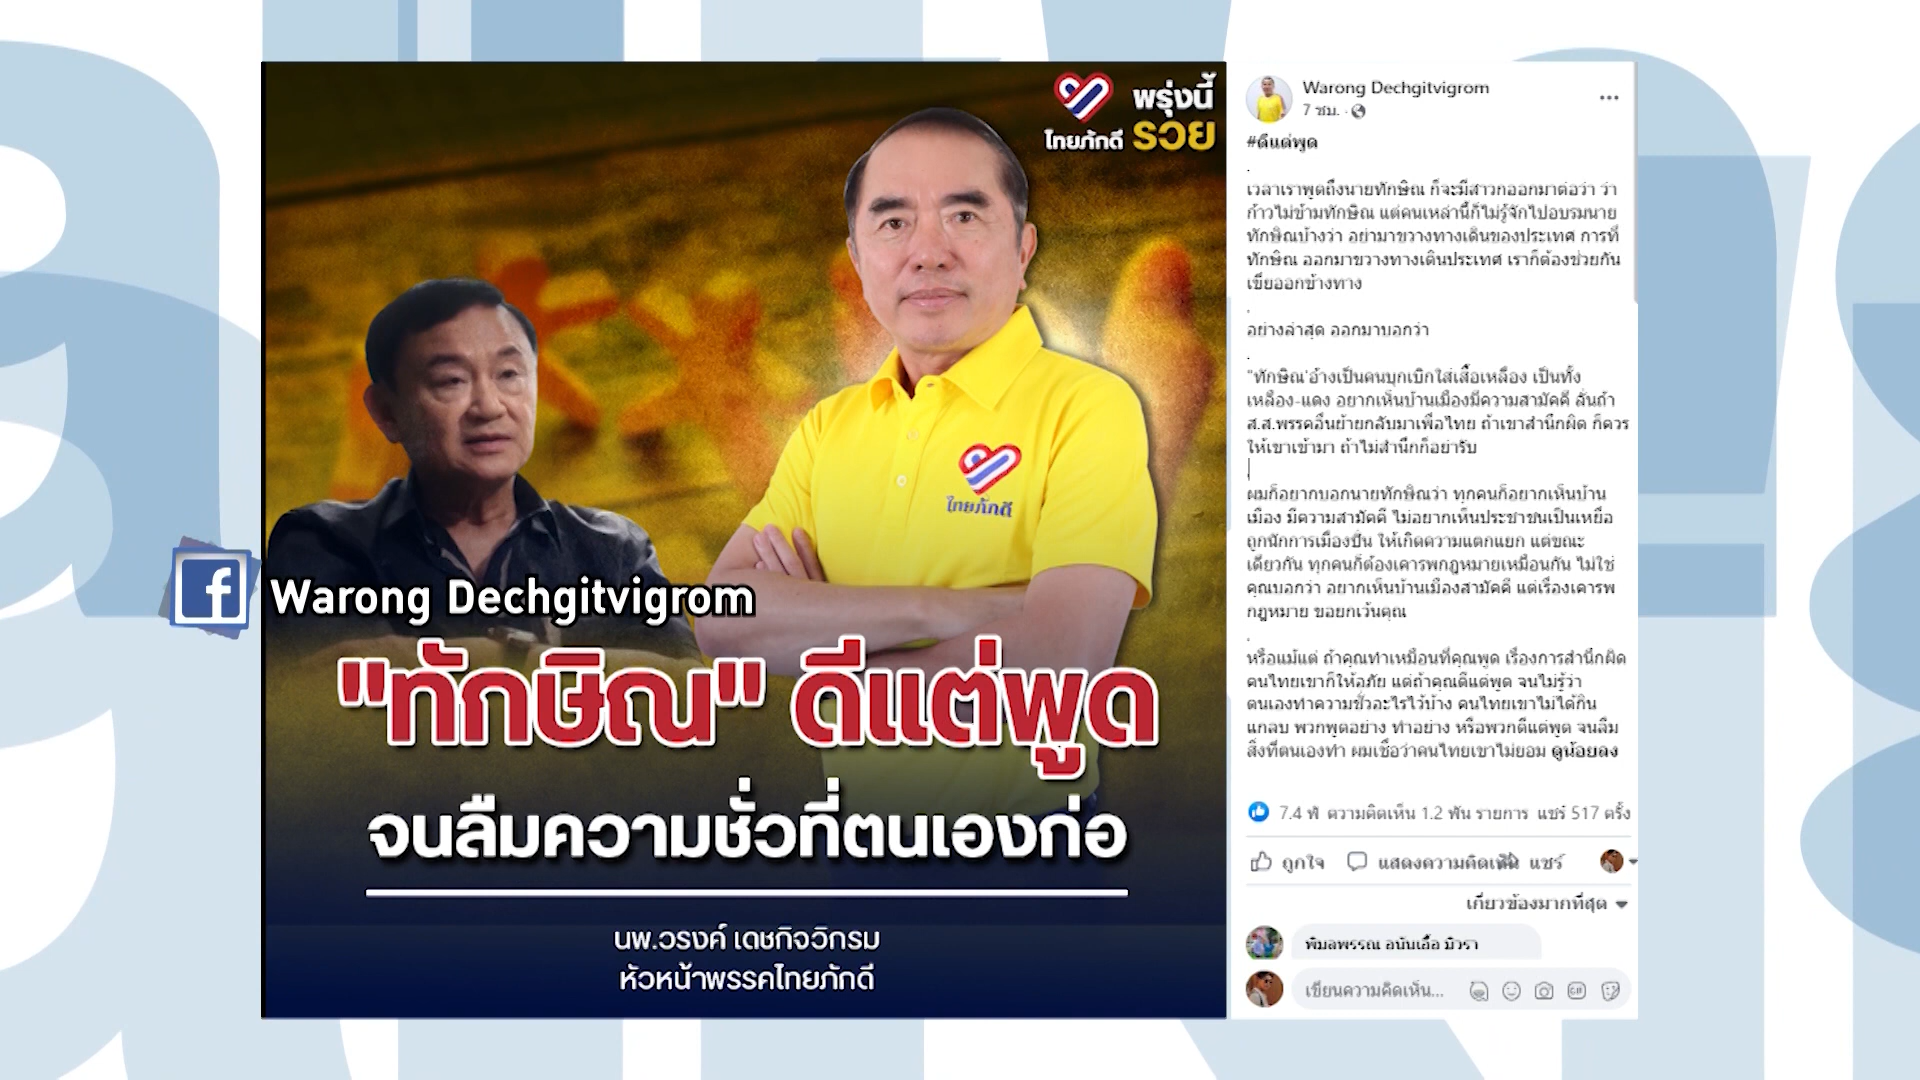 พรุ่งนี้
ไทยภักดี รวย
ไทยภักดี
f Warong Dechgitvigrom
"ทักษิณ" ดีแต่พูด
จนลืมความชั่วที่ตนเองก่อ
นพ.วรงค์ เดชกิจวิกรม
หัวหน้าพรรคไทยภักดี
Warong Dechgitvigrom
7 ชม.
#ดีแต่พูด
.
เวลาเราพูดถึงนายทักษิณ ก็จะมีสาวกออกมาต่อว่า ว่า
ก้าวไม่ข้ามทักษิณ แต่คนเหล่านี้ก็ไม่รู้จักไปอบรมนาย
ทักษิณบ้างว่า อย่ามาขวางทางเดินของประเทศ การที่
ทักษิณ ออกมาขวางทางเดินประเทศ เราก็ต้องช่วยกัน
เขี่ยออกข้างทาง
.
อย่างล่าสุด ออกมาบอกว่า
.
"ทักษิณ'อ้างเป็นคนบุกเบิกใส่เสื้อเหลือง เป็นทั้ง
เหลือง-แดง อยากเห็นบ้านเมืองมีความสามัคคี ลั่นถ้า
ส.ส.พรรคอื่นย้ายกลับมาเพื่อไทย ถ้าเขาสำนึกผิด ก็ควร
ให้เขาเข้ามา ถ้าไม่สำนึกก็อย่ารับ
ผมก็อยากบอกนายทักษิณว่า ทุกคนก็อยากเห็นบ้าน
เมือง มีความสามัคคี ไม่อยากเห็นประชาชนเป็นเหยื่อ
ถูกนักการเมืองปั่น ให้เกิดความแตกแยก แต่ขณะ
เดียวกัน ทุกคนก็ต้องเคารพกฎหมายเหมือนกัน ไม่ใช่
คุณบอกว่า อยากเห็นบ้านเมืองสามัคคี แต่เรื่องเคารพ
กฎหมาย ขอยกเว้นคุณ
.
หรือแม้แต่ ถ้าคุณทำเหมือนที่คุณพูด เรื่องการสำนึกผิด
คนไทยเขาก็ให้อภัย แต่ถ้าคุณดีแต่พูด จนไม่รู้ว่า
ตนเองทำความชั่วอะไรไว้บ้าง คนไทยเขาไม่ได้กิน
แกลบ พวกพูดอย่าง ทำอย่าง หรือพวกดีแต่พูด จนลืม
สิ่งที่ตนเองทำ ผมเชื่อว่าคนไทยเขาไม่ยอม ดูน้อยลง
7.4 พั ความคิดเห็น 1.2 พัน รายการ แชร์ 517 ครั้ง
ถูกใจ แสดงความคิดเห็น แชร์
เกี่ยวข้องมากที่สุด
พิมลพรรณ อนันเอื้อ มิวรา
เขียนความคิดเห็น...